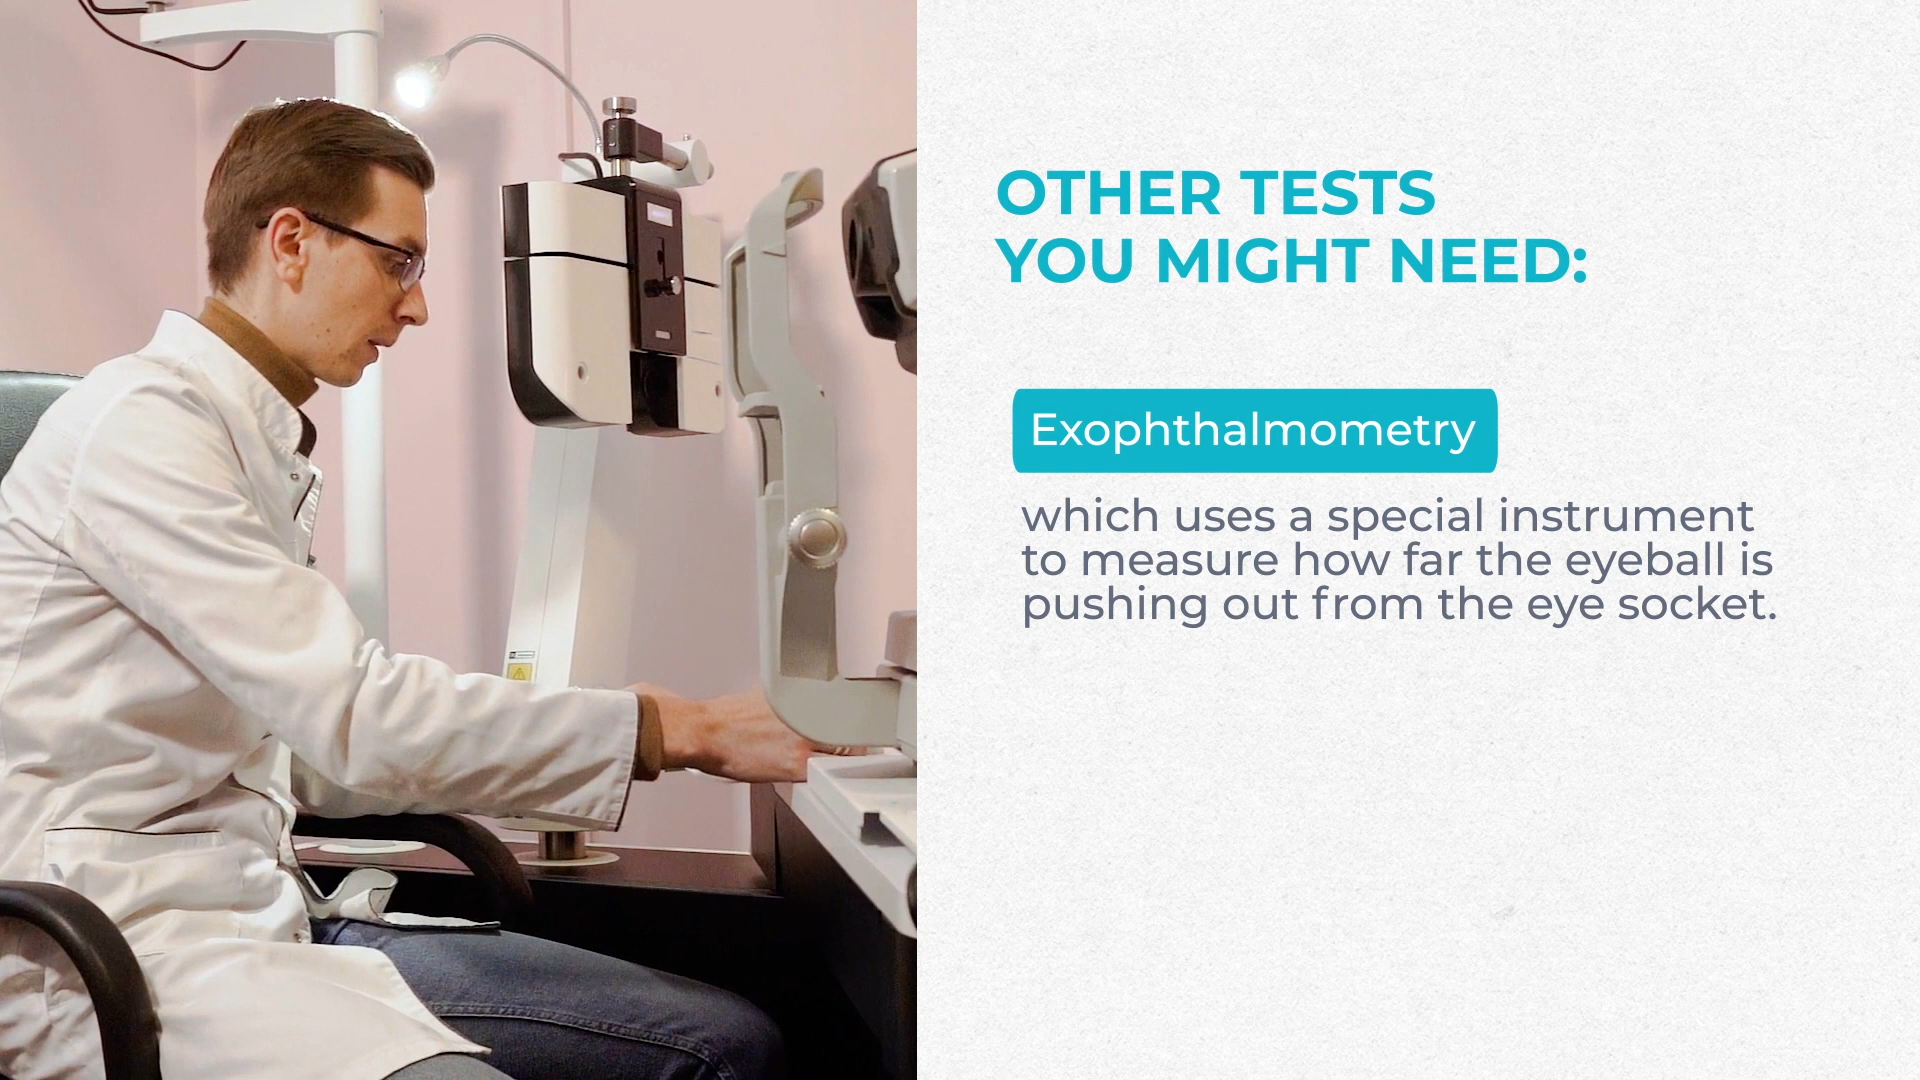 OTHER TESTS
YOU MIGHT NEED:
Exophthalmometry
which uses a special instrument
to measure how far the eyeball is
pushing out from the eye socket.